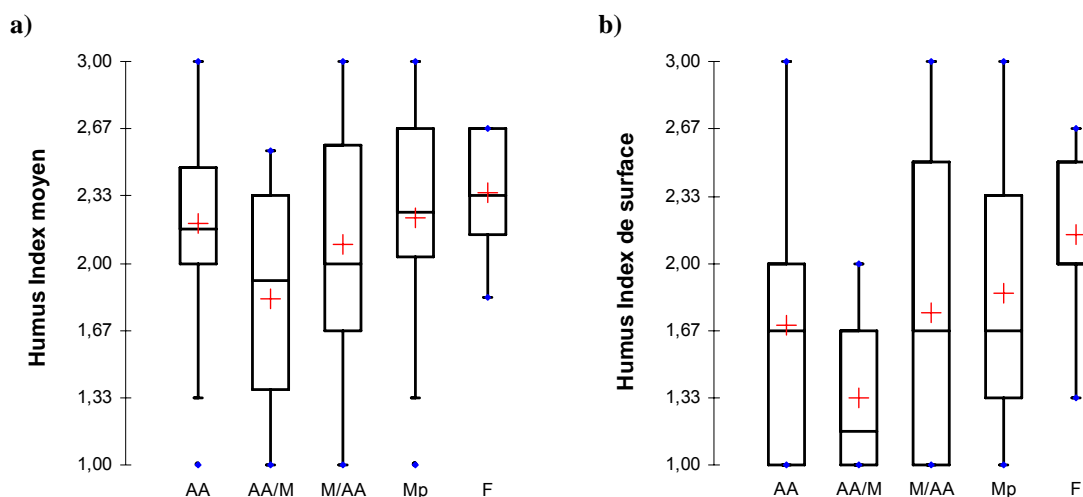 a)
Humus Index moyen
3,00
2,67
2,33
2,00
1,67
1,33
1,00
AA AA/M M/AA Mp F
b)
Humus Index de surface
3,00
2,67
2,33
2,00
1,67
1,33
1,00
AA AA/M M/AA Mp F